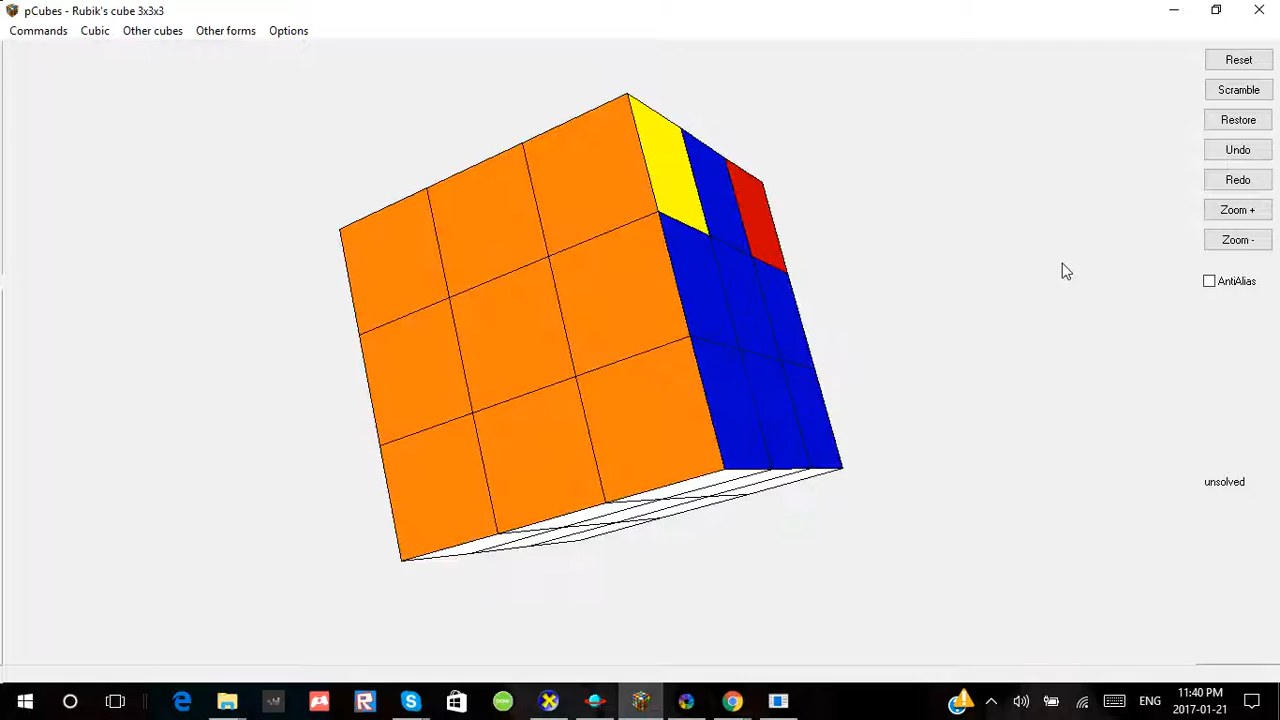 pCubes - Rubik's cube 3x3x3
Commands Cubic Other cubes Other forms Options
Reset
Scramble
Restore
Undo
Redo
Zoom +
Zoom -
AntiAlias
unsolved
ENG
11:40 PM
2017-01-21